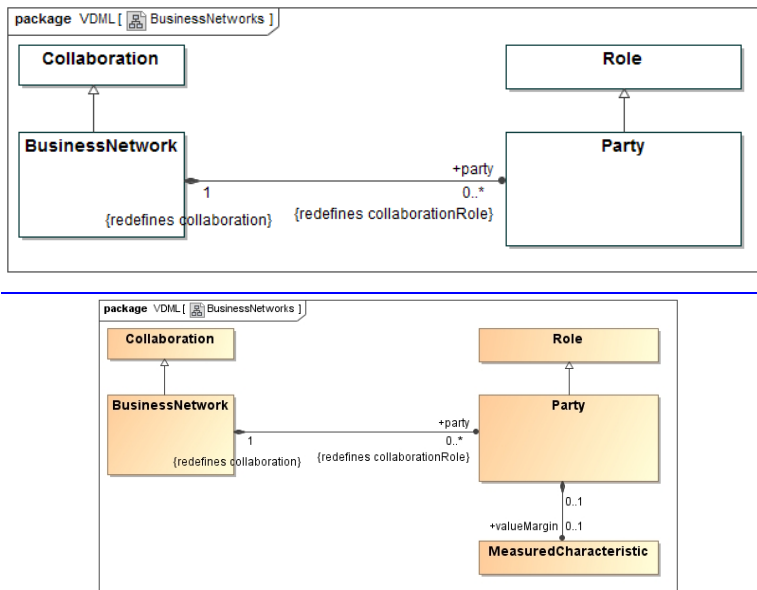 package VDML [ BusinessNetworks ]
Collaboration
Role
BusinessNetwork
Party
+party
1
0..*
{redefines collaboration}
{redefines collaborationRole}
package VDML [ BusinessNetworks ]
Collaboration
Role
BusinessNetwork
Party
+party
1
0..*
{redefines collaboration}
{redefines collaborationRole}
0..1
+valueMargin 0..1
MeasuredCharacteristic